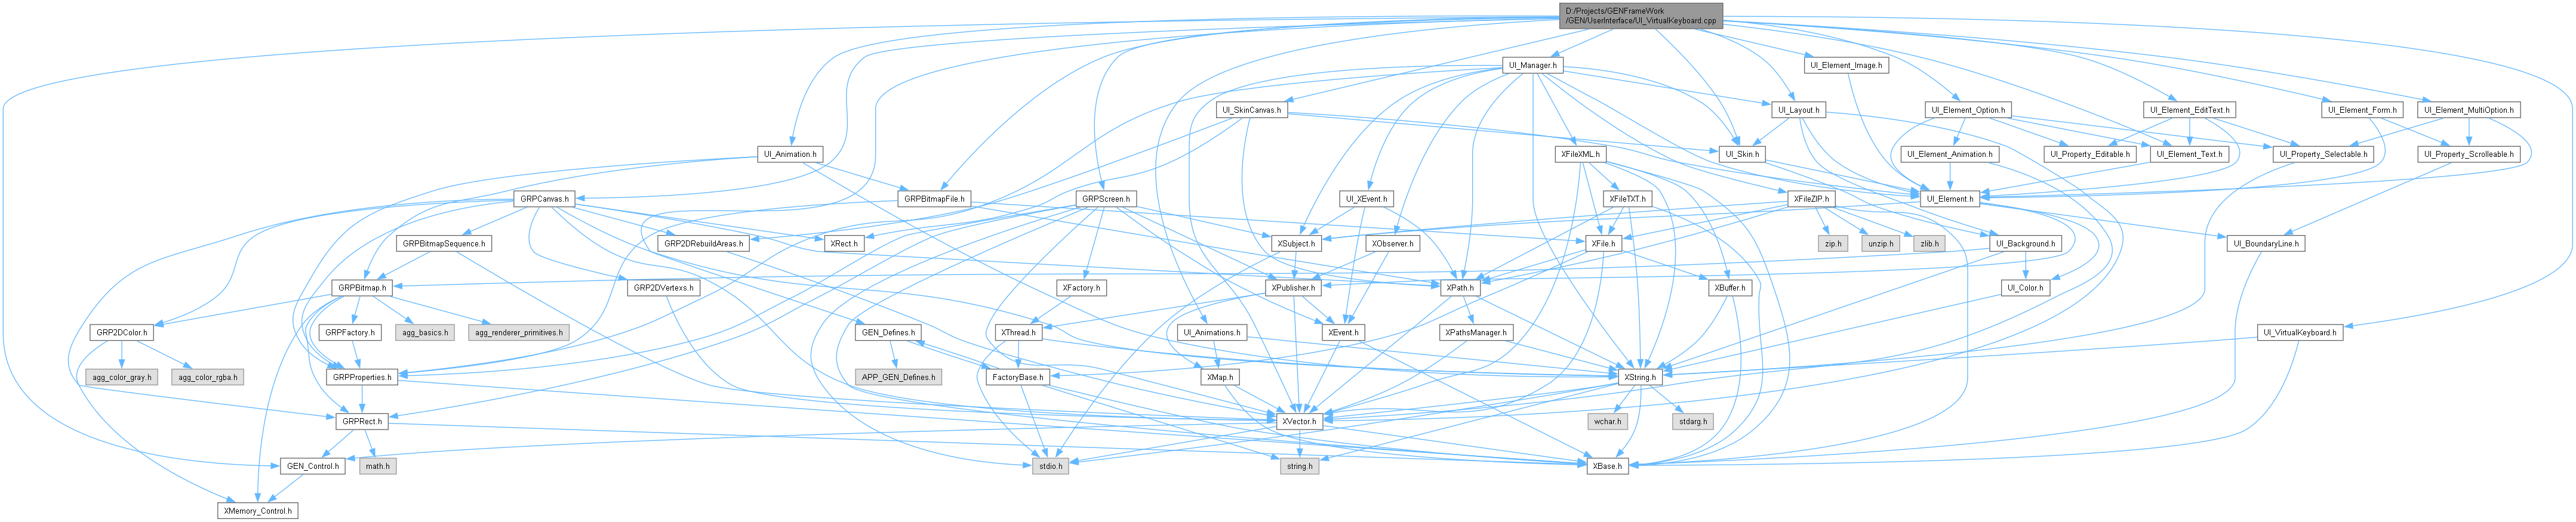 D:/Projects/GENFrameWork
/GEN/UserInterface/UI_VirtualKeyboard.cpp
UI_Manager.h
UI_Element_Image.h
UI_SkinCanvas.h
UI_Layout.h
UI_Element_Option.h
UI_Element_EditText.h
UI_Element_Form.h
UI_Element_MultiOption.h
UI_Animation.h
XFileXML.h
UI_Skin.h
UI_Element_Animation.h
UI_Property_Editable.h
UI_Element_Text.h
UI_Property_Selectable.h
UI_Property_Scrolleable.h
GRPCanvas.h
GRPBitmapFile.h
GRPScreen.h
UI_XEvent.h
XFileTXT.h
XFileZIP.h
UI_Element.h
GRPBitmapSequence.h
GRP2DRebuildAreas.h
XRect.h
XSubject.h
XObserver.h
XFile.h
zip.h
unzip.h
zlib.h
UI_Background.h
UI_BoundaryLine.h
GRPBitmap.h
GRP2DVertexs.h
XFactory.h
XPublisher.h
XPath.h
XBuffer.h
UI_Color.h
GRP2DColor.h
GRPFactory.h
agg_basics.h
agg_renderer_primitives.h
GEN_Defines.h
XThread.h
UI_Animations.h
XEvent.h
XPathsManager.h
UI_VirtualKeyboard.h
agg_color_gray.h
agg_color_rgba.h
GRPProperties.h
APP_GEN_Defines.h
FactoryBase.h
XMap.h
XString.h
GRPRect.h
XVector.h
wchar.h
stdarg.h
GEN_Control.h
math.h
stdio.h
string.h
XBase.h
XMemory_Control.h